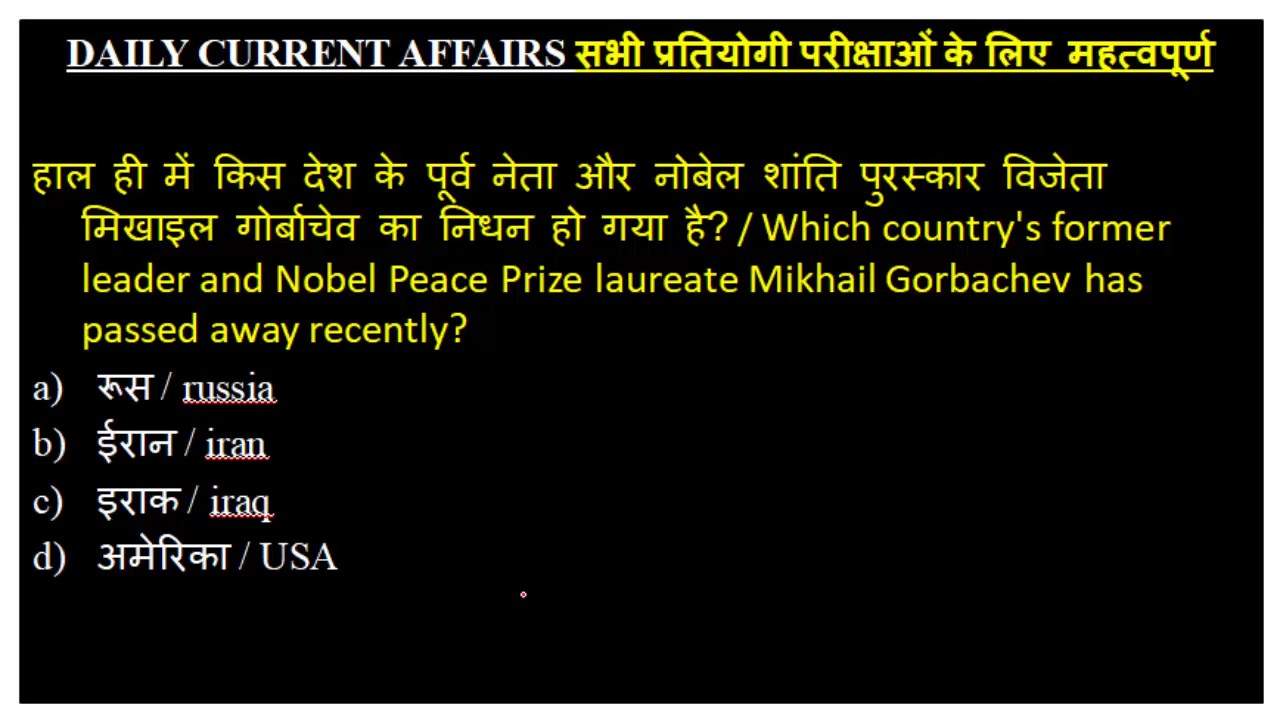 DAILY CURRENT AFFAIRS सभी प्रतियोगी परीक्षाओं के लिए महत्वपूर्ण
हाल ही में किस देश के पूर्व नेता और नोबेल शांति पुरस्कार विजेता
मिखाइल गोर्बाचेव का निधन हो गया है? / Which country's former
leader and Nobel Peace Prize laureate Mikhail Gorbachev has
passed away recently?
a) रूस / russia
b) ईरान / iran
c) इराक / iraq
d) अमेरिका / USA